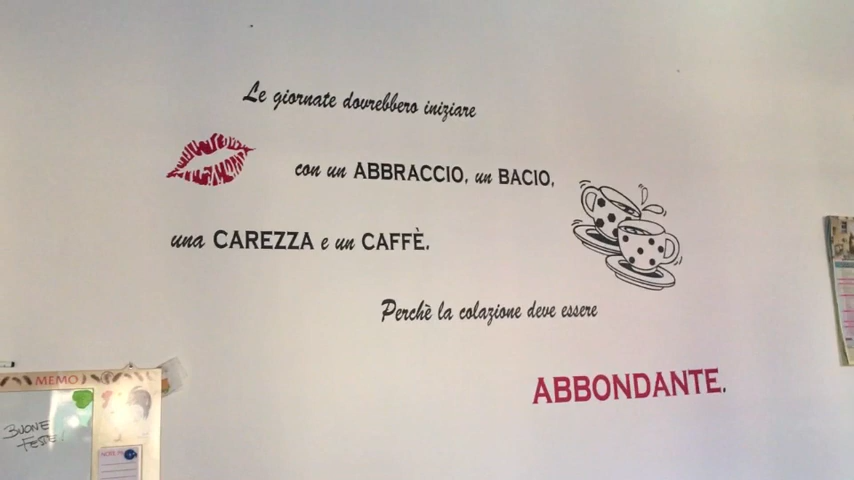 Le giornate dovrebbero iniziare
con un ABBRACCIO, un BACIO,
una CAREZZA e un CAFFÈ.
Perchè la colazione deve essere
ABBONDANTE.
MEMO
BUONE
FESTE!